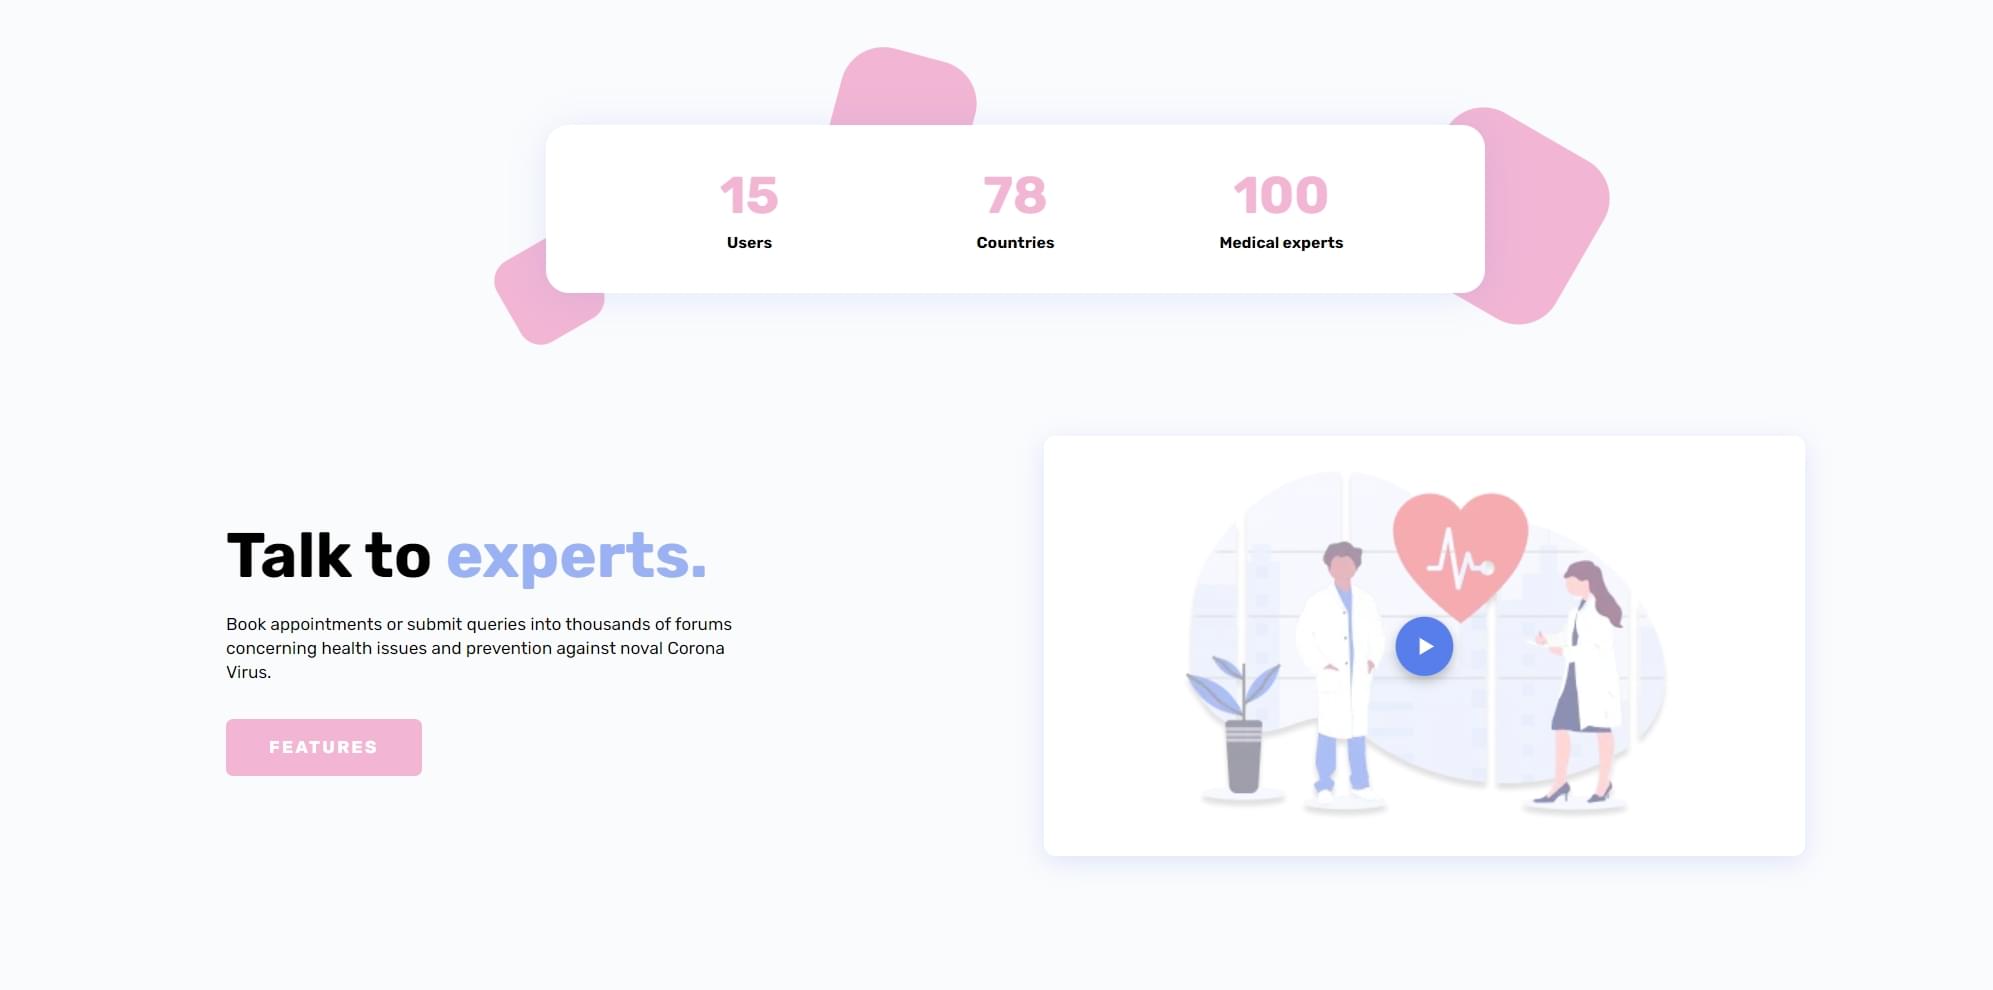 15
Users
78
Countries
100
Medical experts
Talk to experts.
Book appointments or submit queries into thousands of forums
concerning health issues and prevention against noval Corona
Virus.
FEATURES